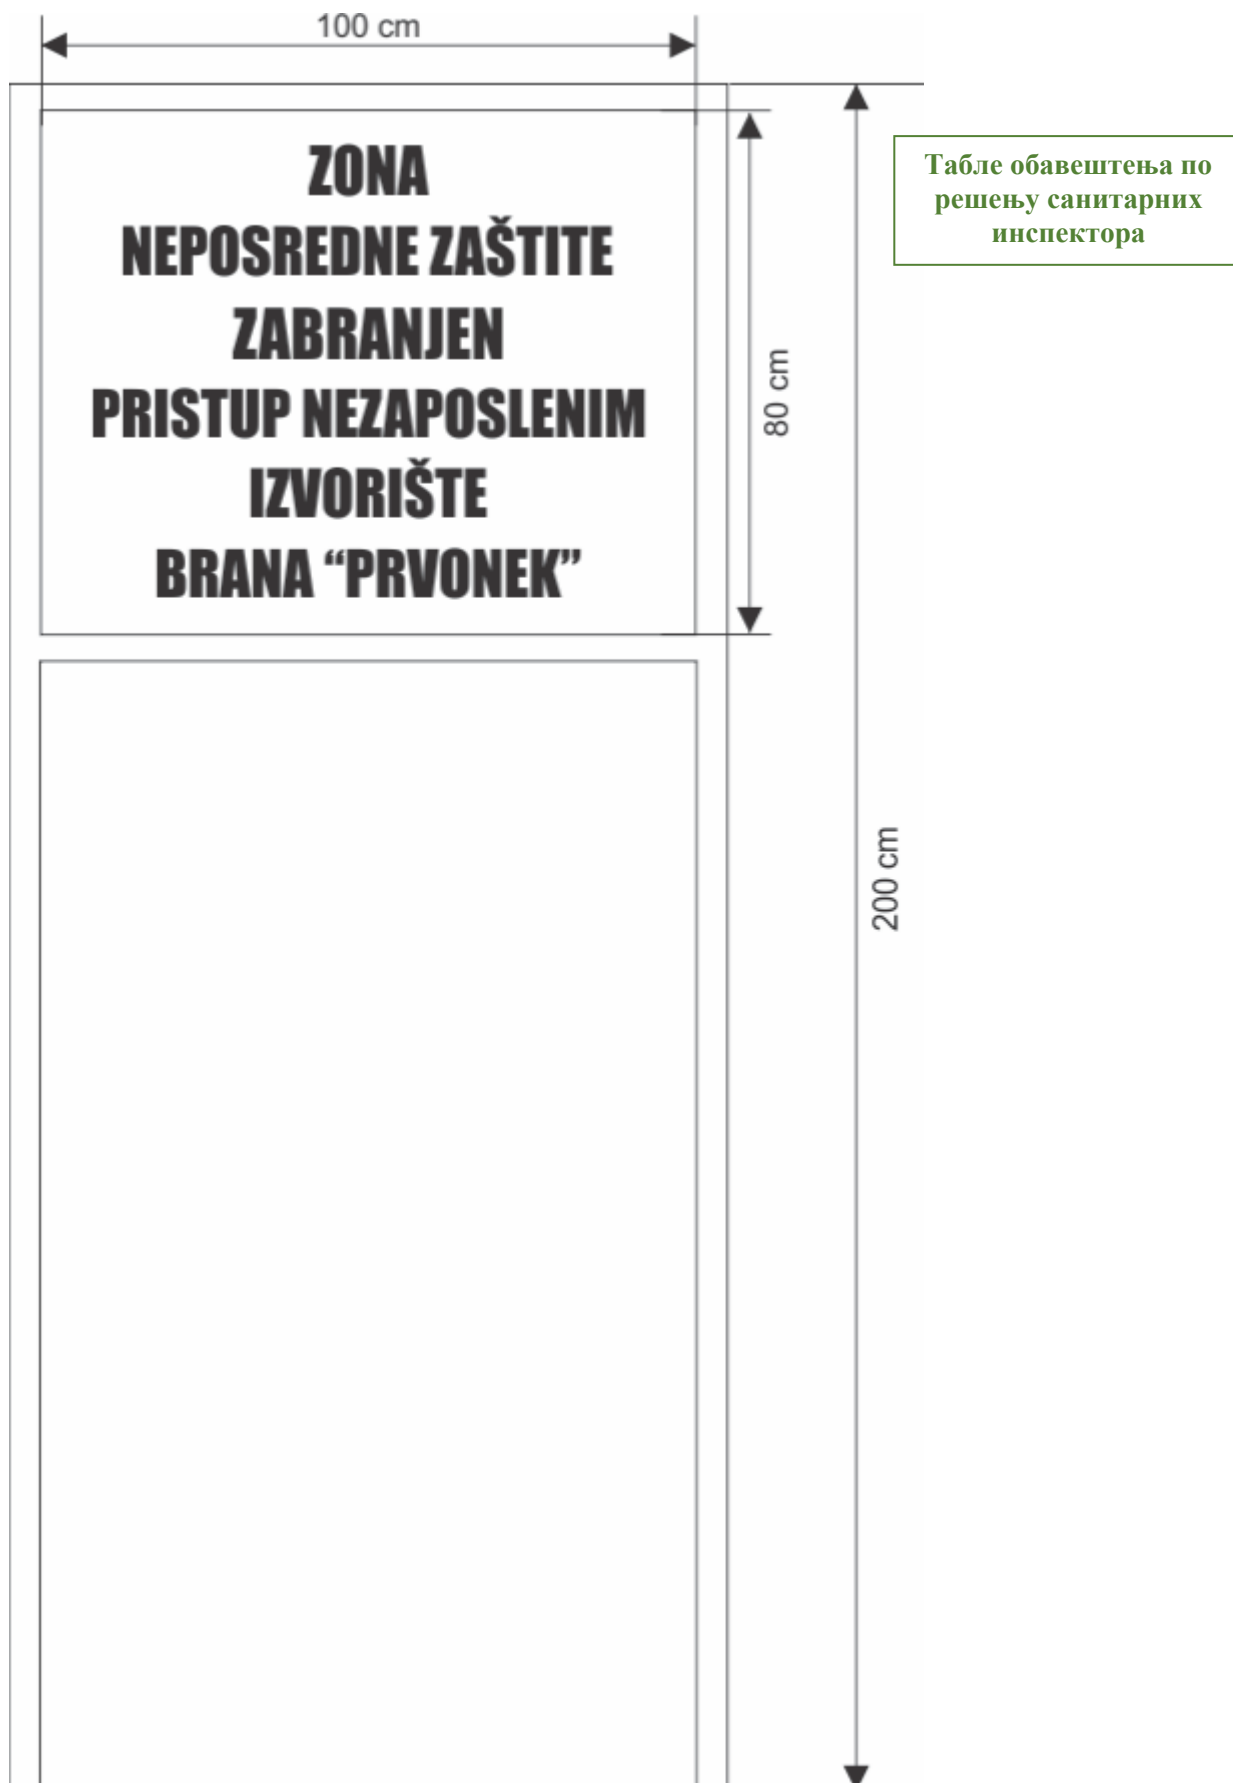 100 cm
ZONA
NEPOSREDNE ZAŠTITE
ZABRANJEN
PRISTUP NEZAPOSLENIM
IZVORIŠTE
BRANA “PRVONEK”
80 cm
Табле обавештења по
решењу санитарних
инспектора
200 cm